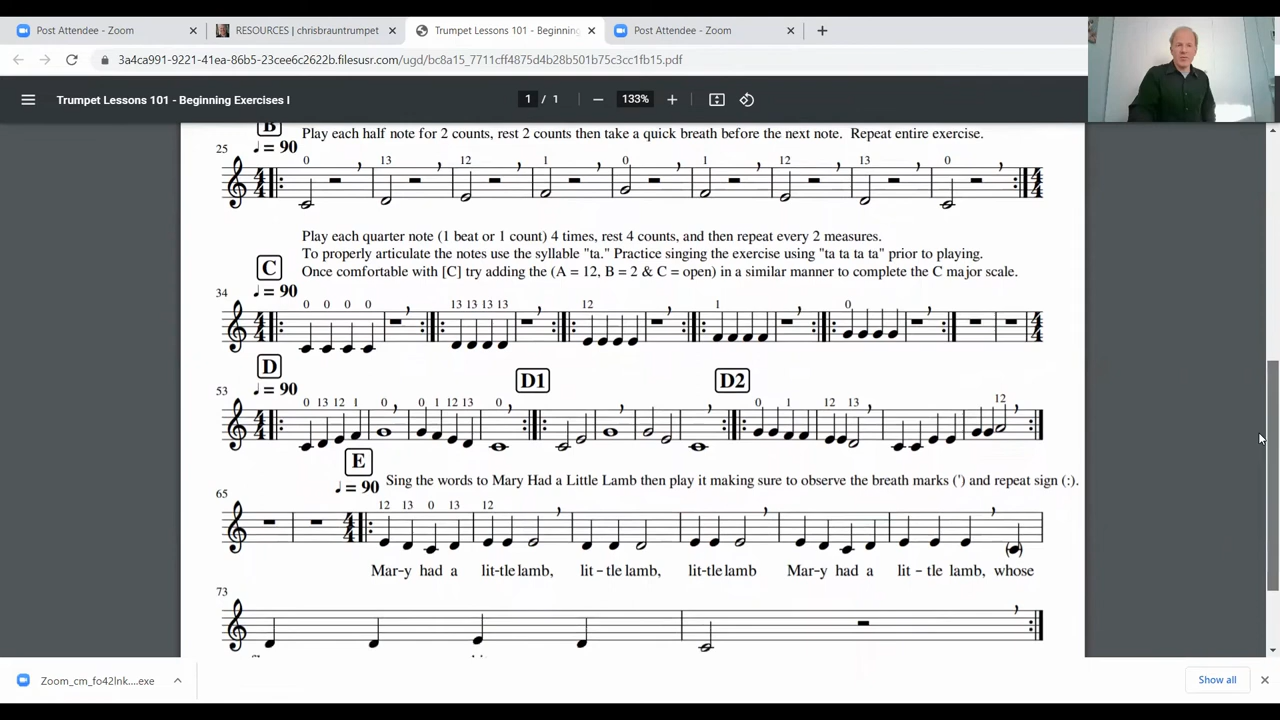 Post Attendee - Zoom
RESOURCES | chrisbrauntrumpet
Trumpet Lessons 101 - Beginning
Post Attendee - Zoom
3a4ca991-9221-41ea-86b5-23cee6c2622b.filesusr.com/ugd/bc8a15_7711cff4875d4b28b501b75c3cc1fb15.pdf
Trumpet Lessons 101 - Beginning Exercises I
1 / 1
133%
B
Play each half note for 2 counts, rest 2 counts then take a quick breath before the next note. Repeat entire exercise.
♩ = 90
25
0 13 12 1 0 1 12 13 0
Play each quarter note (1 beat or 1 count) 4 times, rest 4 counts, and then repeat every 2 measures.
To properly articulate the notes use the syllable "ta." Practice singing the exercise using "ta ta ta ta" prior to playing.
C
Once comfortable with [C] try adding the (A = 12, B = 2 & C = open) in a similar manner to complete the C major scale.
♩ = 90
34
0 0 0 0 13 13 13 13 12 1 0
D
D1
D2
♩ = 90
53
0 13 12 1 0 0 1 12 13 0 0 1 12 13 12
E
Sing the words to Mary Had a Little Lamb then play it making sure to observe the breath marks (') and repeat sign (:).
♩ = 90
65
12 13 0 13 12
Mar-y had a lit-tle lamb, lit-tle lamb, lit-tle lamb Mar-y had a lit-tle lamb, whose
73
Zoom_cm_fo42lnk....exe
Show all